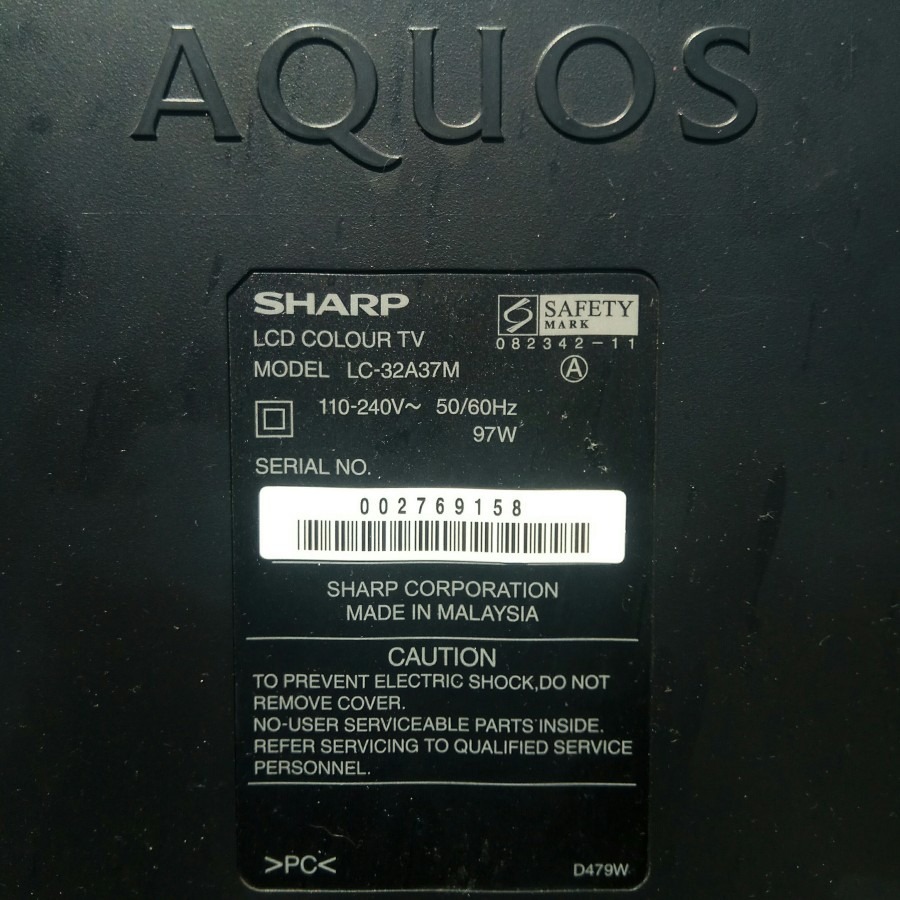 AQUOS
SHARP
SAFETY
MARK
LCD COLOUR TV
082342-11
MODEL LC-32A37M
A
110-240V~ 50/60Hz
97W
SERIAL NO.
002769158
SHARP CORPORATION
MADE IN MALAYSIA
CAUTION
TO PREVENT ELECTRIC SHOCK,DO NOT
REMOVE COVER.
NO-USER SERVICEABLE PARTS INSIDE.
REFER SERVICING TO QUALIFIED SERVICE
PERSONNEL.
>PC<
D479W